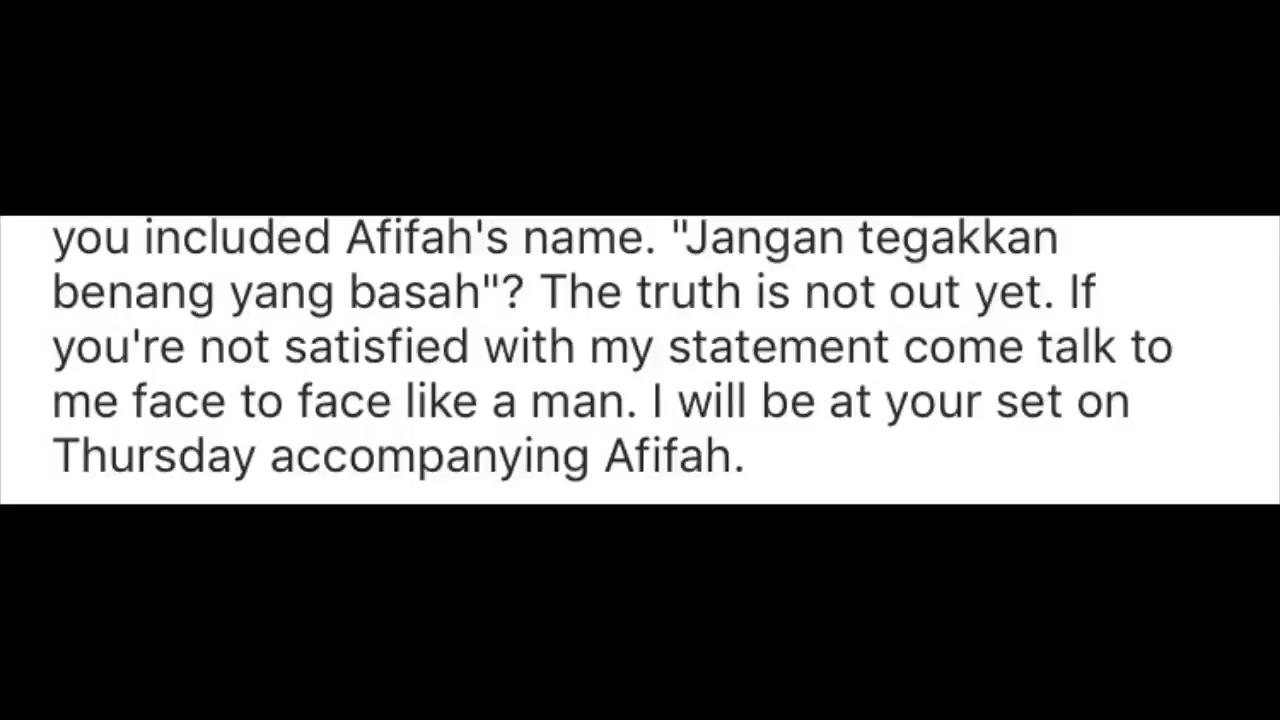 you included Afifah's name. "Jangan tegakkan
benang yang basah"? The truth is not out yet. If
you're not satisfied with my statement come talk to
me face to face like a man. I will be at your set on
Thursday accompanying Afifah.